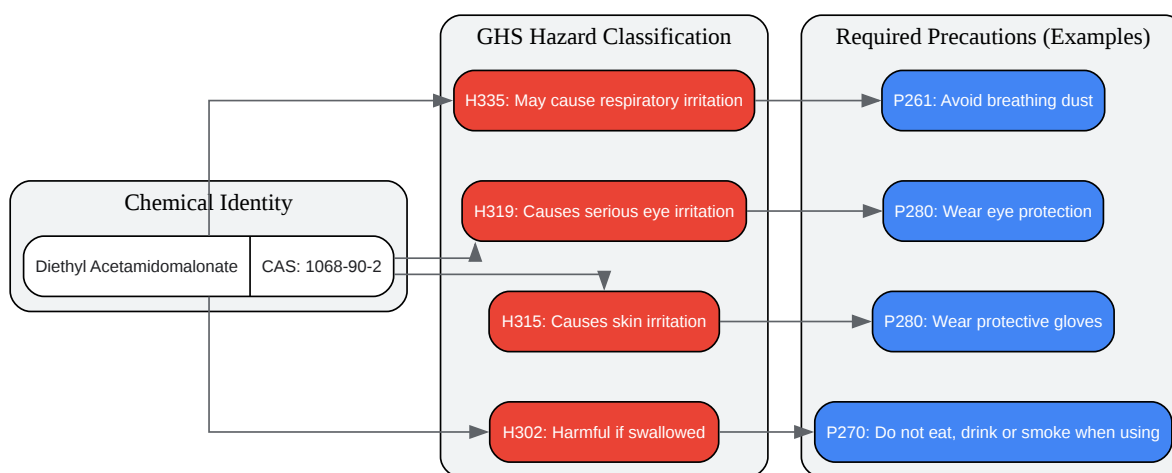 GHS Hazard Classification
Required Precautions (Examples)
H335: May cause respiratory irritation
P261: Avoid breathing dust
Chemical Identity
H319: Causes serious eye irritation
P280: Wear eye protection
Diethyl Acetamidomalonate
CAS: 1068-90-2
H315: Causes skin irritation
P280: Wear protective gloves
H302: Harmful if swallowed
P270: Do not eat, drink or smoke when using